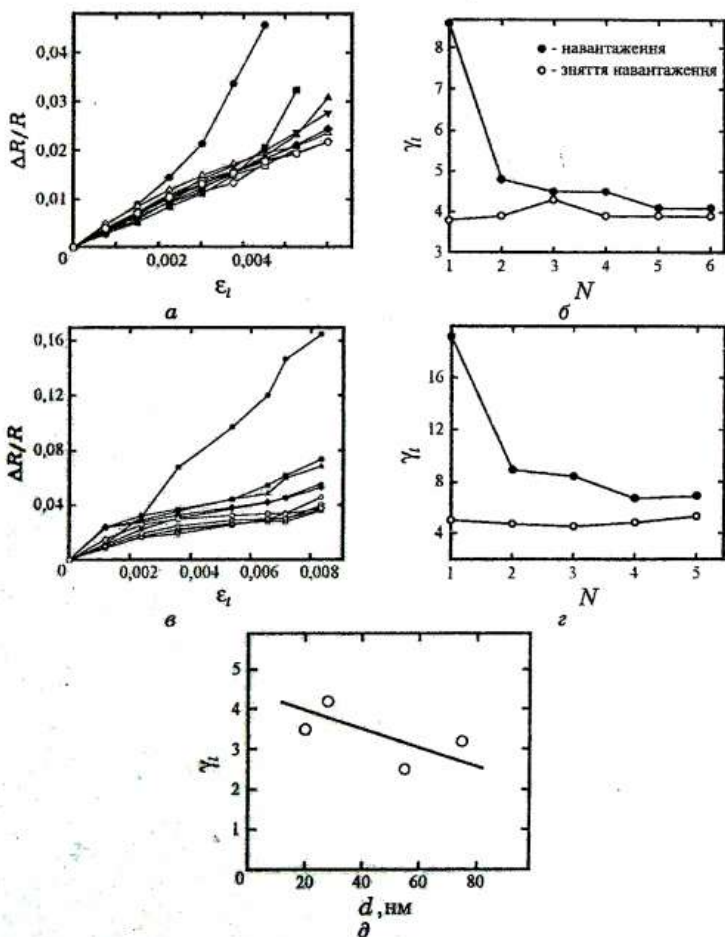 0,04
0,03
ΔR/R
0,02
0,01
0
0,002
0,004
ε_l
а
8
7
γ_l
6
5
4
3
1
2
3
4
5
6
N
б
● - навантаження
○ - зняття навантаження
0,16
0,12
ΔR/R
0,08
0,04
0
0,002
0,004
0,006
0,008
ε_l
в
16
12
γ_l
8
4
1
2
3
4
5
N
г
5
4
γ_l
3
2
1
0
20
40
60
80
d,нм
д